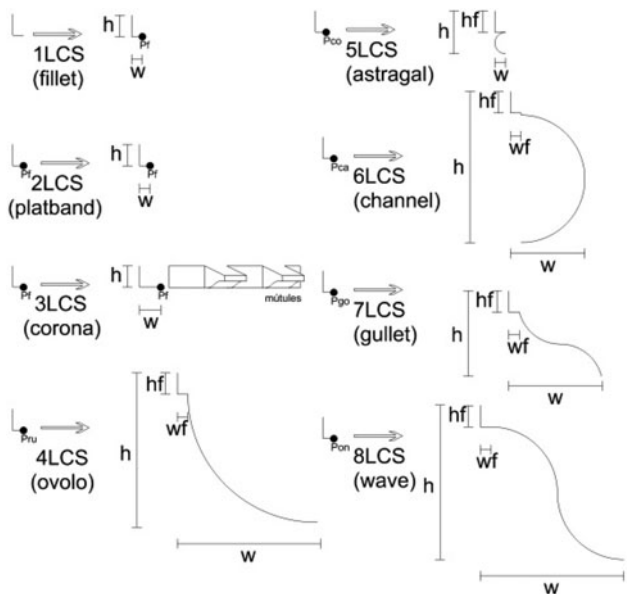 h
Pf
w
1LCS
(fillet)
Pco
5LCS
(astragal)
h
hf
w
Pf
2LCS
(platband)
h
Pf
w
Pca
6LCS
(channel)
hf
wf
h
w
Pf
3LCS
(corona)
h
Pf
w
mútules
Pgo
7LCS
(gullet)
hf
wf
h
w
Pru
4LCS
(ovolo)
hf
wf
h
w
Pon
8LCS
(wave)
hf
wf
h
w